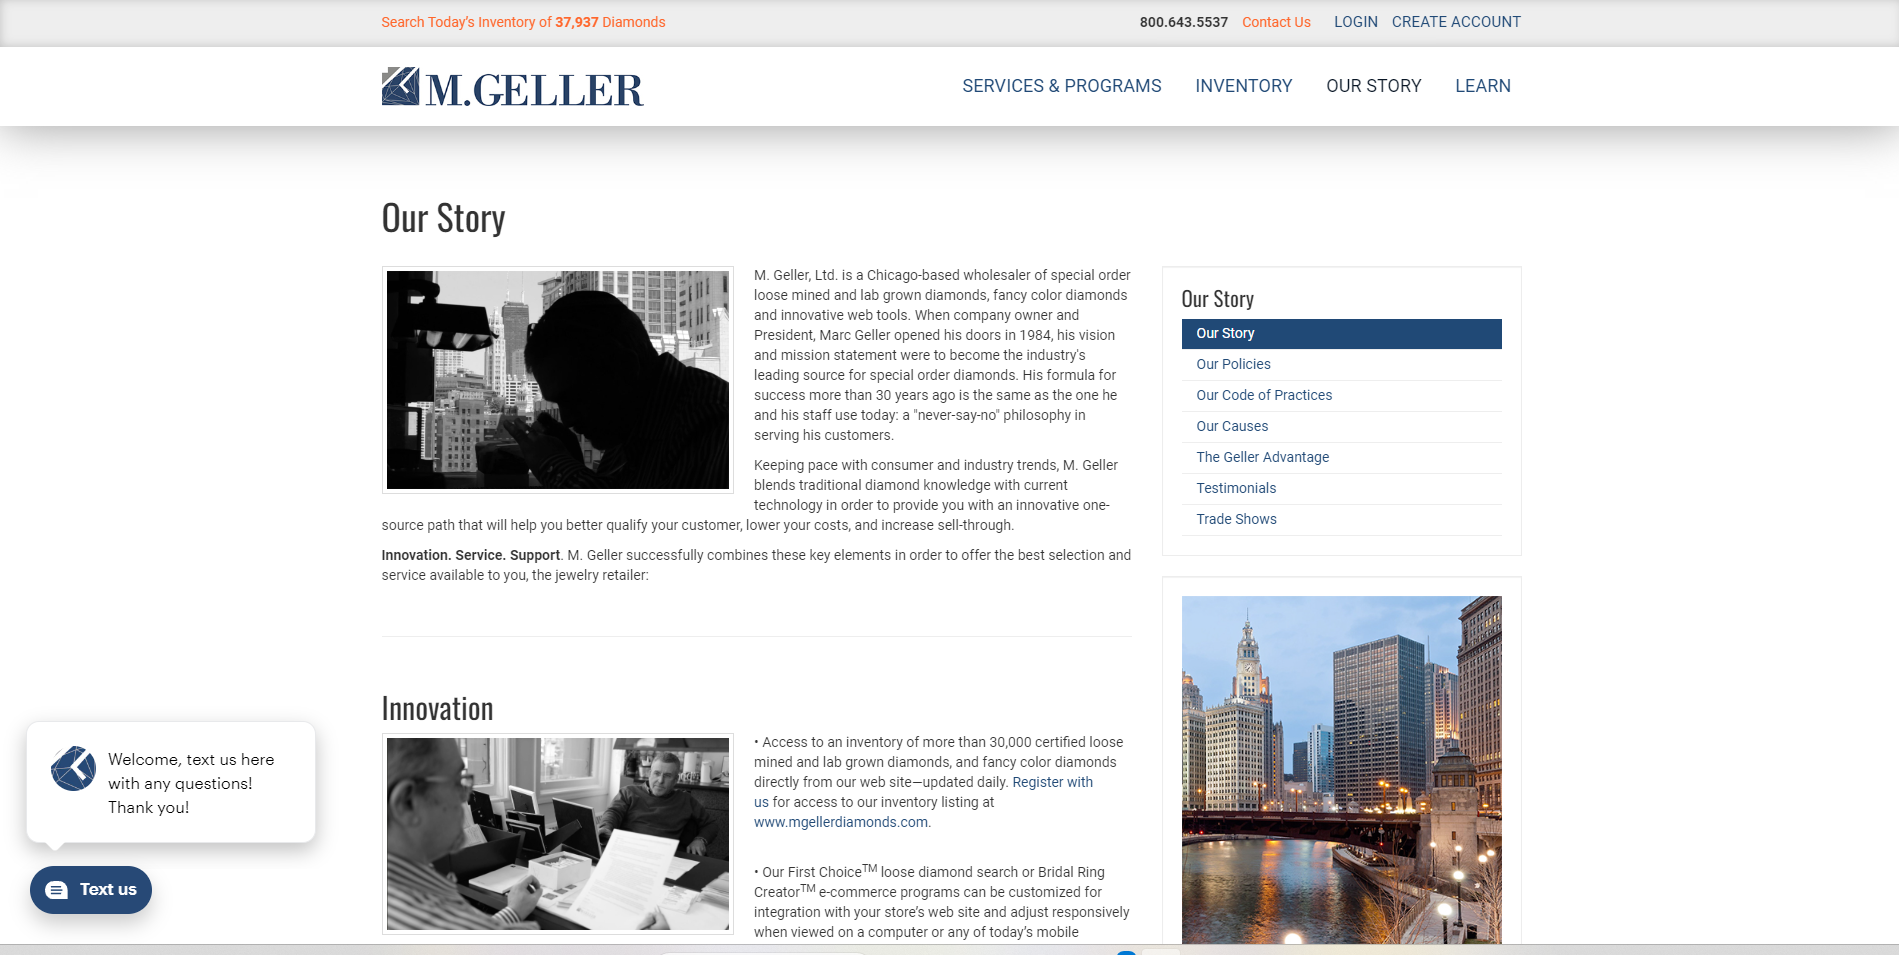 Search Today's Inventory of 37,937 Diamonds
800.643.5537 Contact Us LOGIN CREATE ACCOUNT
M.GELLER
SERVICES & PROGRAMS INVENTORY OUR STORY LEARN
Our Story
M. Geller, Ltd. is a Chicago-based wholesaler of special order
loose mined and lab grown diamonds, fancy color diamonds
and innovative web tools. When company owner and
President, Marc Geller opened his doors in 1984, his vision
and mission statement were to become the industry's
leading source for special order diamonds. His formula for
success more than 30 years ago is the same as the one he
and his staff use today: a "never-say-no" philosophy in
serving his customers.
Keeping pace with consumer and industry trends, M. Geller
blends traditional diamond knowledge with current
technology in order to provide you with an innovative one-
source path that will help you better qualify your customer, lower your costs, and increase sell-through.
Innovation. Service. Support. M. Geller successfully combines these key elements in order to offer the best selection and
service available to you, the jewelry retailer:
Our Story
Our Story
Our Policies
Our Code of Practices
Our Causes
The Geller Advantage
Testimonials
Trade Shows
Innovation
• Access to an inventory of more than 30,000 certified loose
mined and lab grown diamonds, and fancy color diamonds
directly from our web site—updated daily. Register with
us for access to our inventory listing at
www.mgellerdiamonds.com.
• Our First Choice™ loose diamond search or Bridal Ring
Creator™ e-commerce programs can be customized for
integration with your store's web site and adjust responsively
when viewed on a computer or any of today's mobile
Welcome, text us here
with any questions!
Thank you!
Text us